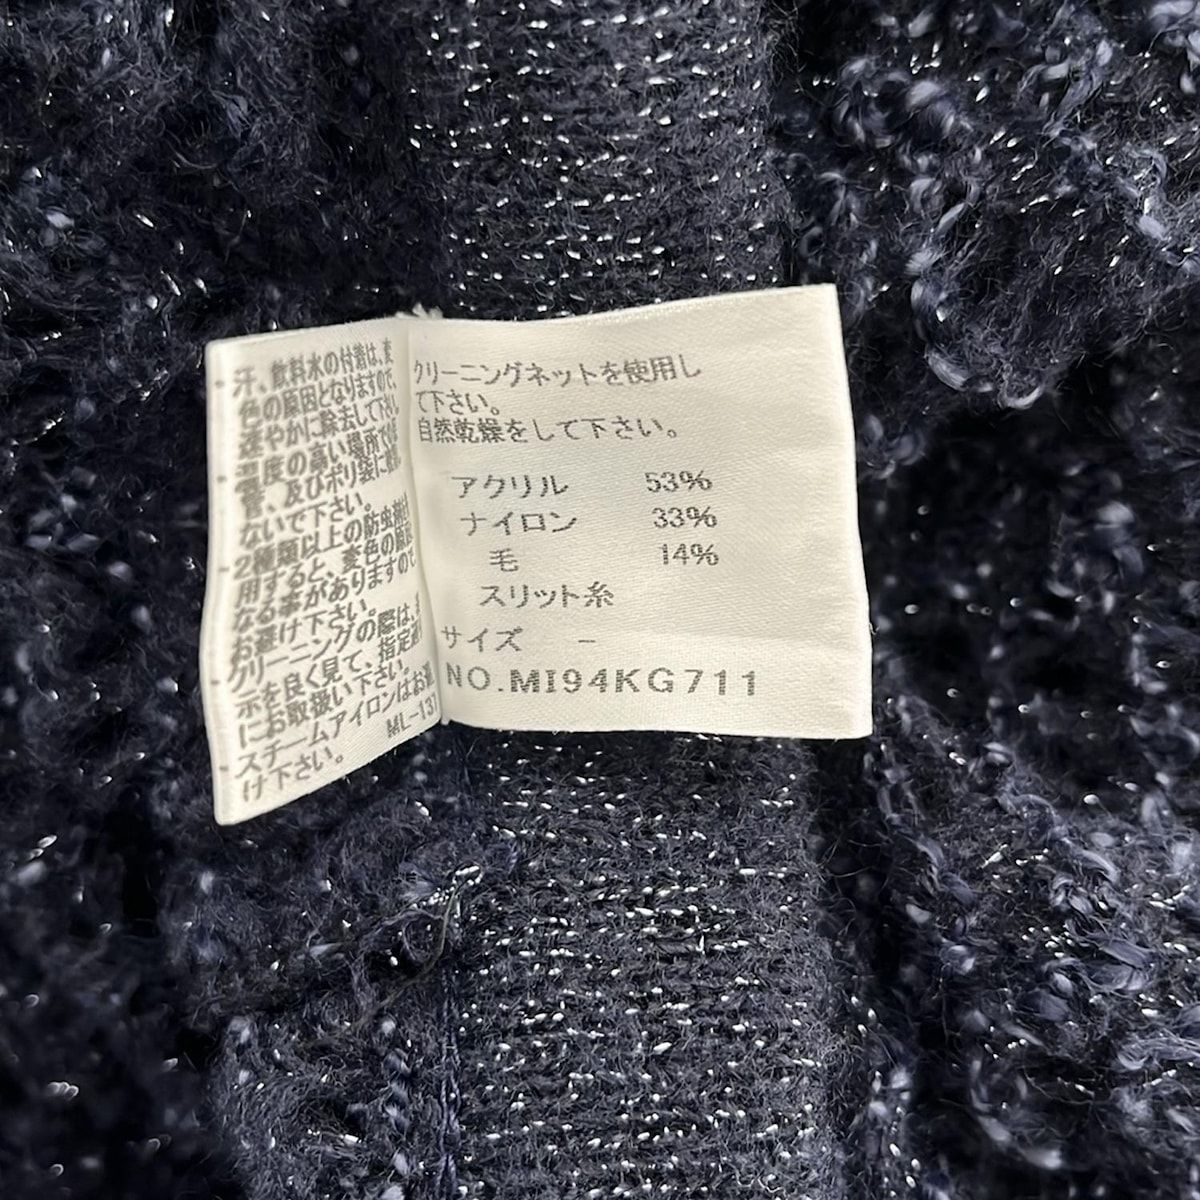 ・汗、飲料水の付着は、変
色の原因となりますので、
速やかに除去して下さい。
・温度の高い場所での
管、及びポリ袋に
ないで下さい。
・2種類以上の防虫剤
用すると、変色の原因
なる事がありますので
お避け下さい。
・クリーニングの際は、
示を良く見て、指定
にお取扱い下さい。
・スチームアイロンはお避
け下さい。
ML-137
クリーニングネットを使用し
て下さい。
自然乾燥をして下さい。
アクリル 53%
ナイロン 33%
毛 14%
スリット糸
サイズ －
NO.MI94KG711